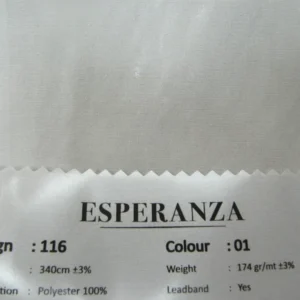 ESPERANZA
gn : 116 Colour : 01
: 340cm ±3% Weight : 174 gr/mt ±3%
tion : Polyester 100% Leadband : Yes